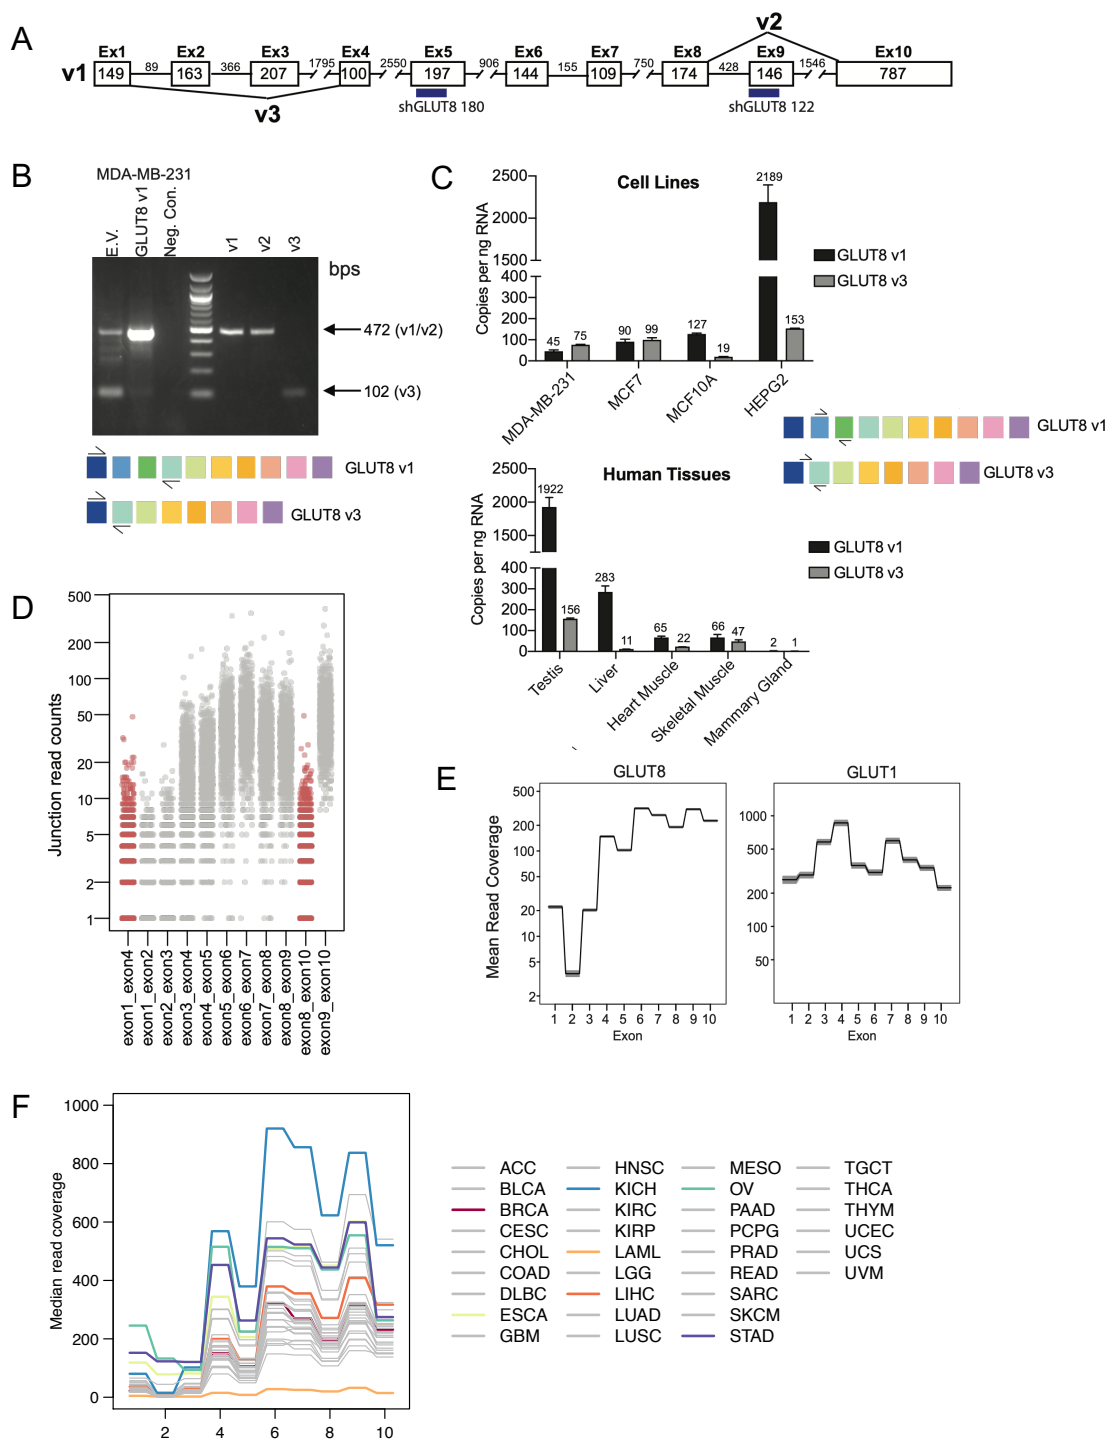 A
v2
Ex1 Ex2 Ex3 Ex4 Ex5 Ex6 Ex7 Ex8 Ex9 Ex10
v1 149 89 163 366 207 1795 100 2550 197 906 144 155 109 750 174 428 146 1546 787
v3
shGLUT8 180
shGLUT8 122
B
MDA-MB-231
E.V.
GLUT8 v1
Neg. Con.
v1
v2
v3
bps
472 (v1/v2)
102 (v3)
GLUT8 v1
GLUT8 v3
C
Cell Lines
Copies per ng RNA
2500
2000
1500
400
300
200
100
0
45 75
90 99
127 19
2189 153
GLUT8 v1
GLUT8 v3
MDA-MB-231
MCF7
MCF10A
HEPG2
GLUT8 v1
GLUT8 v3
Human Tissues
Copies per ng RNA
2500
2000
1500
400
300
200
100
0
1922 156
283 11
65 22
66 47
2 1
GLUT8 v1
GLUT8 v3
Testis
Liver
Heart Muscle
Skeletal Muscle
Mammary Gland
D
Junction read counts
500
200
100
50
20
10
5
2
1
exon1_exon4
exon1_exon2
exon2_exon3
exon3_exon4
exon4_exon5
exon5_exon6
exon6_exon7
exon7_exon8
exon8_exon9
exon8_exon10
exon9_exon10
E
GLUT8
Mean Read Coverage
500
200
100
50
20
10
5
2
1 2 3 4 5 6 7 8 9 10
Exon
GLUT1
1000
500
200
100
50
1 2 3 4 5 6 7 8 9 10
Exon
F
Median read coverage
1000
800
600
400
200
0
2 4 6 8 10
ACC HNSC MESO TGCT
BLCA KICH OV THCA
BRCA KIRC PAAD THYM
CESC KIRP PCPG UCEC
CHOL LAML PRAD UCS
COAD LGG READ UVM
DLBC LIHC SARC
ESCA LUAD SKCM
GBM LUSC STAD